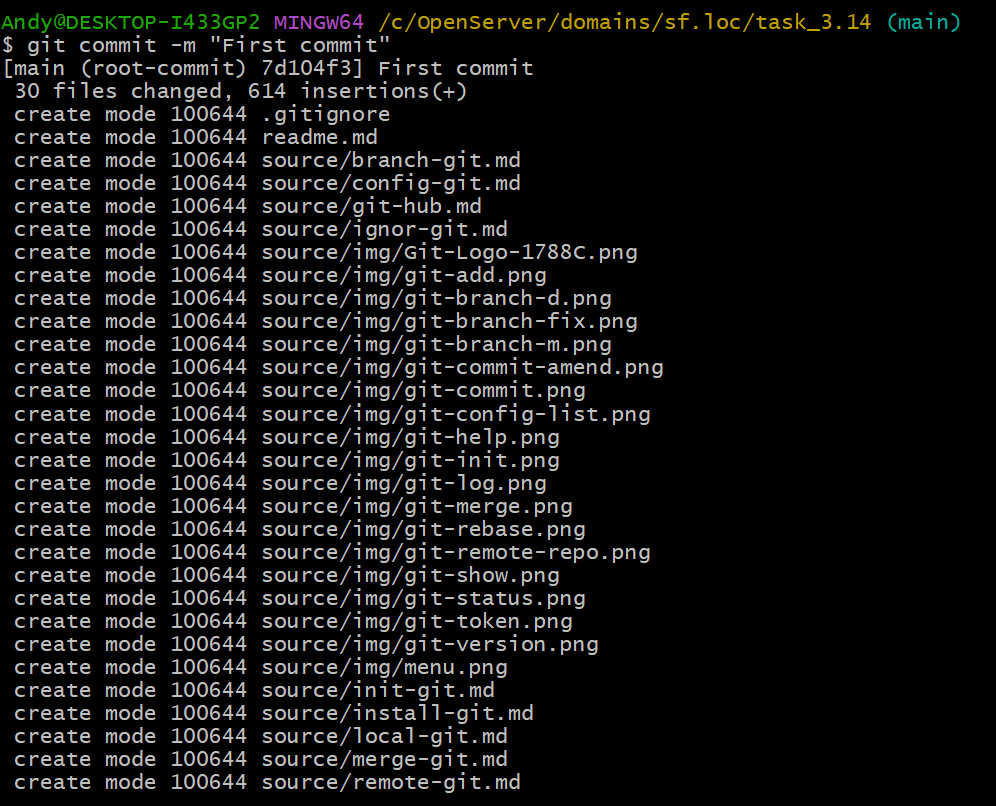 Andy@DESKTOP-I433GP2 MINGW64 /c/OpenServer/domains/sf.loc/task_3.14 (main)
$ git commit -m "First commit"
[main (root-commit) 7d104f3] First commit
 30 files changed, 614 insertions(+)
 create mode 100644 .gitignore
 create mode 100644 readme.md
 create mode 100644 source/branch-git.md
 create mode 100644 source/config-git.md
 create mode 100644 source/git-hub.md
 create mode 100644 source/ignor-git.md
 create mode 100644 source/img/Git-Logo-1788C.png
 create mode 100644 source/img/git-add.png
 create mode 100644 source/img/git-branch-d.png
 create mode 100644 source/img/git-branch-fix.png
 create mode 100644 source/img/git-branch-m.png
 create mode 100644 source/img/git-commit-amend.png
 create mode 100644 source/img/git-commit.png
 create mode 100644 source/img/git-config-list.png
 create mode 100644 source/img/git-help.png
 create mode 100644 source/img/git-init.png
 create mode 100644 source/img/git-log.png
 create mode 100644 source/img/git-merge.png
 create mode 100644 source/img/git-rebase.png
 create mode 100644 source/img/git-remote-repo.png
 create mode 100644 source/img/git-show.png
 create mode 100644 source/img/git-status.png
 create mode 100644 source/img/git-token.png
 create mode 100644 source/img/git-version.png
 create mode 100644 source/img/menu.png
 create mode 100644 source/init-git.md
 create mode 100644 source/install-git.md
 create mode 100644 source/local-git.md
 create mode 100644 source/merge-git.md
 create mode 100644 source/remote-git.md